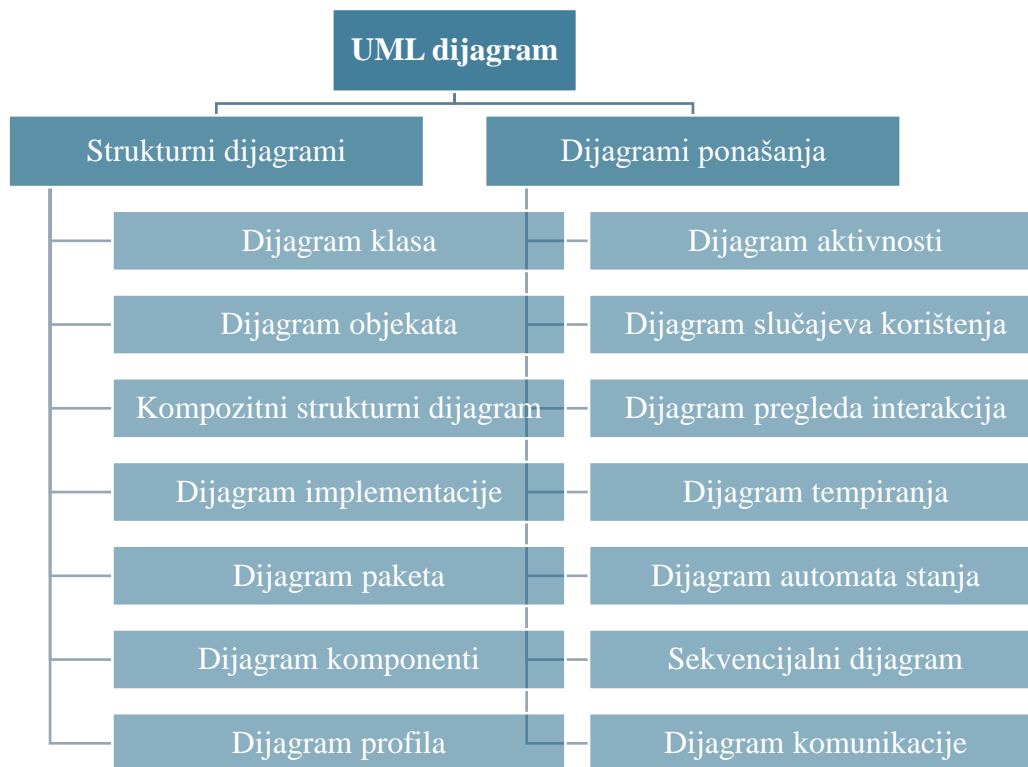 UML dijagram
Strukturni dijagrami
Dijagram klasa
Dijagram objekata
Kompozitni strukturni dijagram
Dijagram implementacije
Dijagram paketa
Dijagram komponenti
Dijagram profila
Dijagrami ponašanja
Dijagram aktivnosti
Dijagram slučajeva korištenja
Dijagram pregleda interakcija
Dijagram tempiranja
Dijagram automata stanja
Sekvencijalni dijagram
Dijagram komunikacije